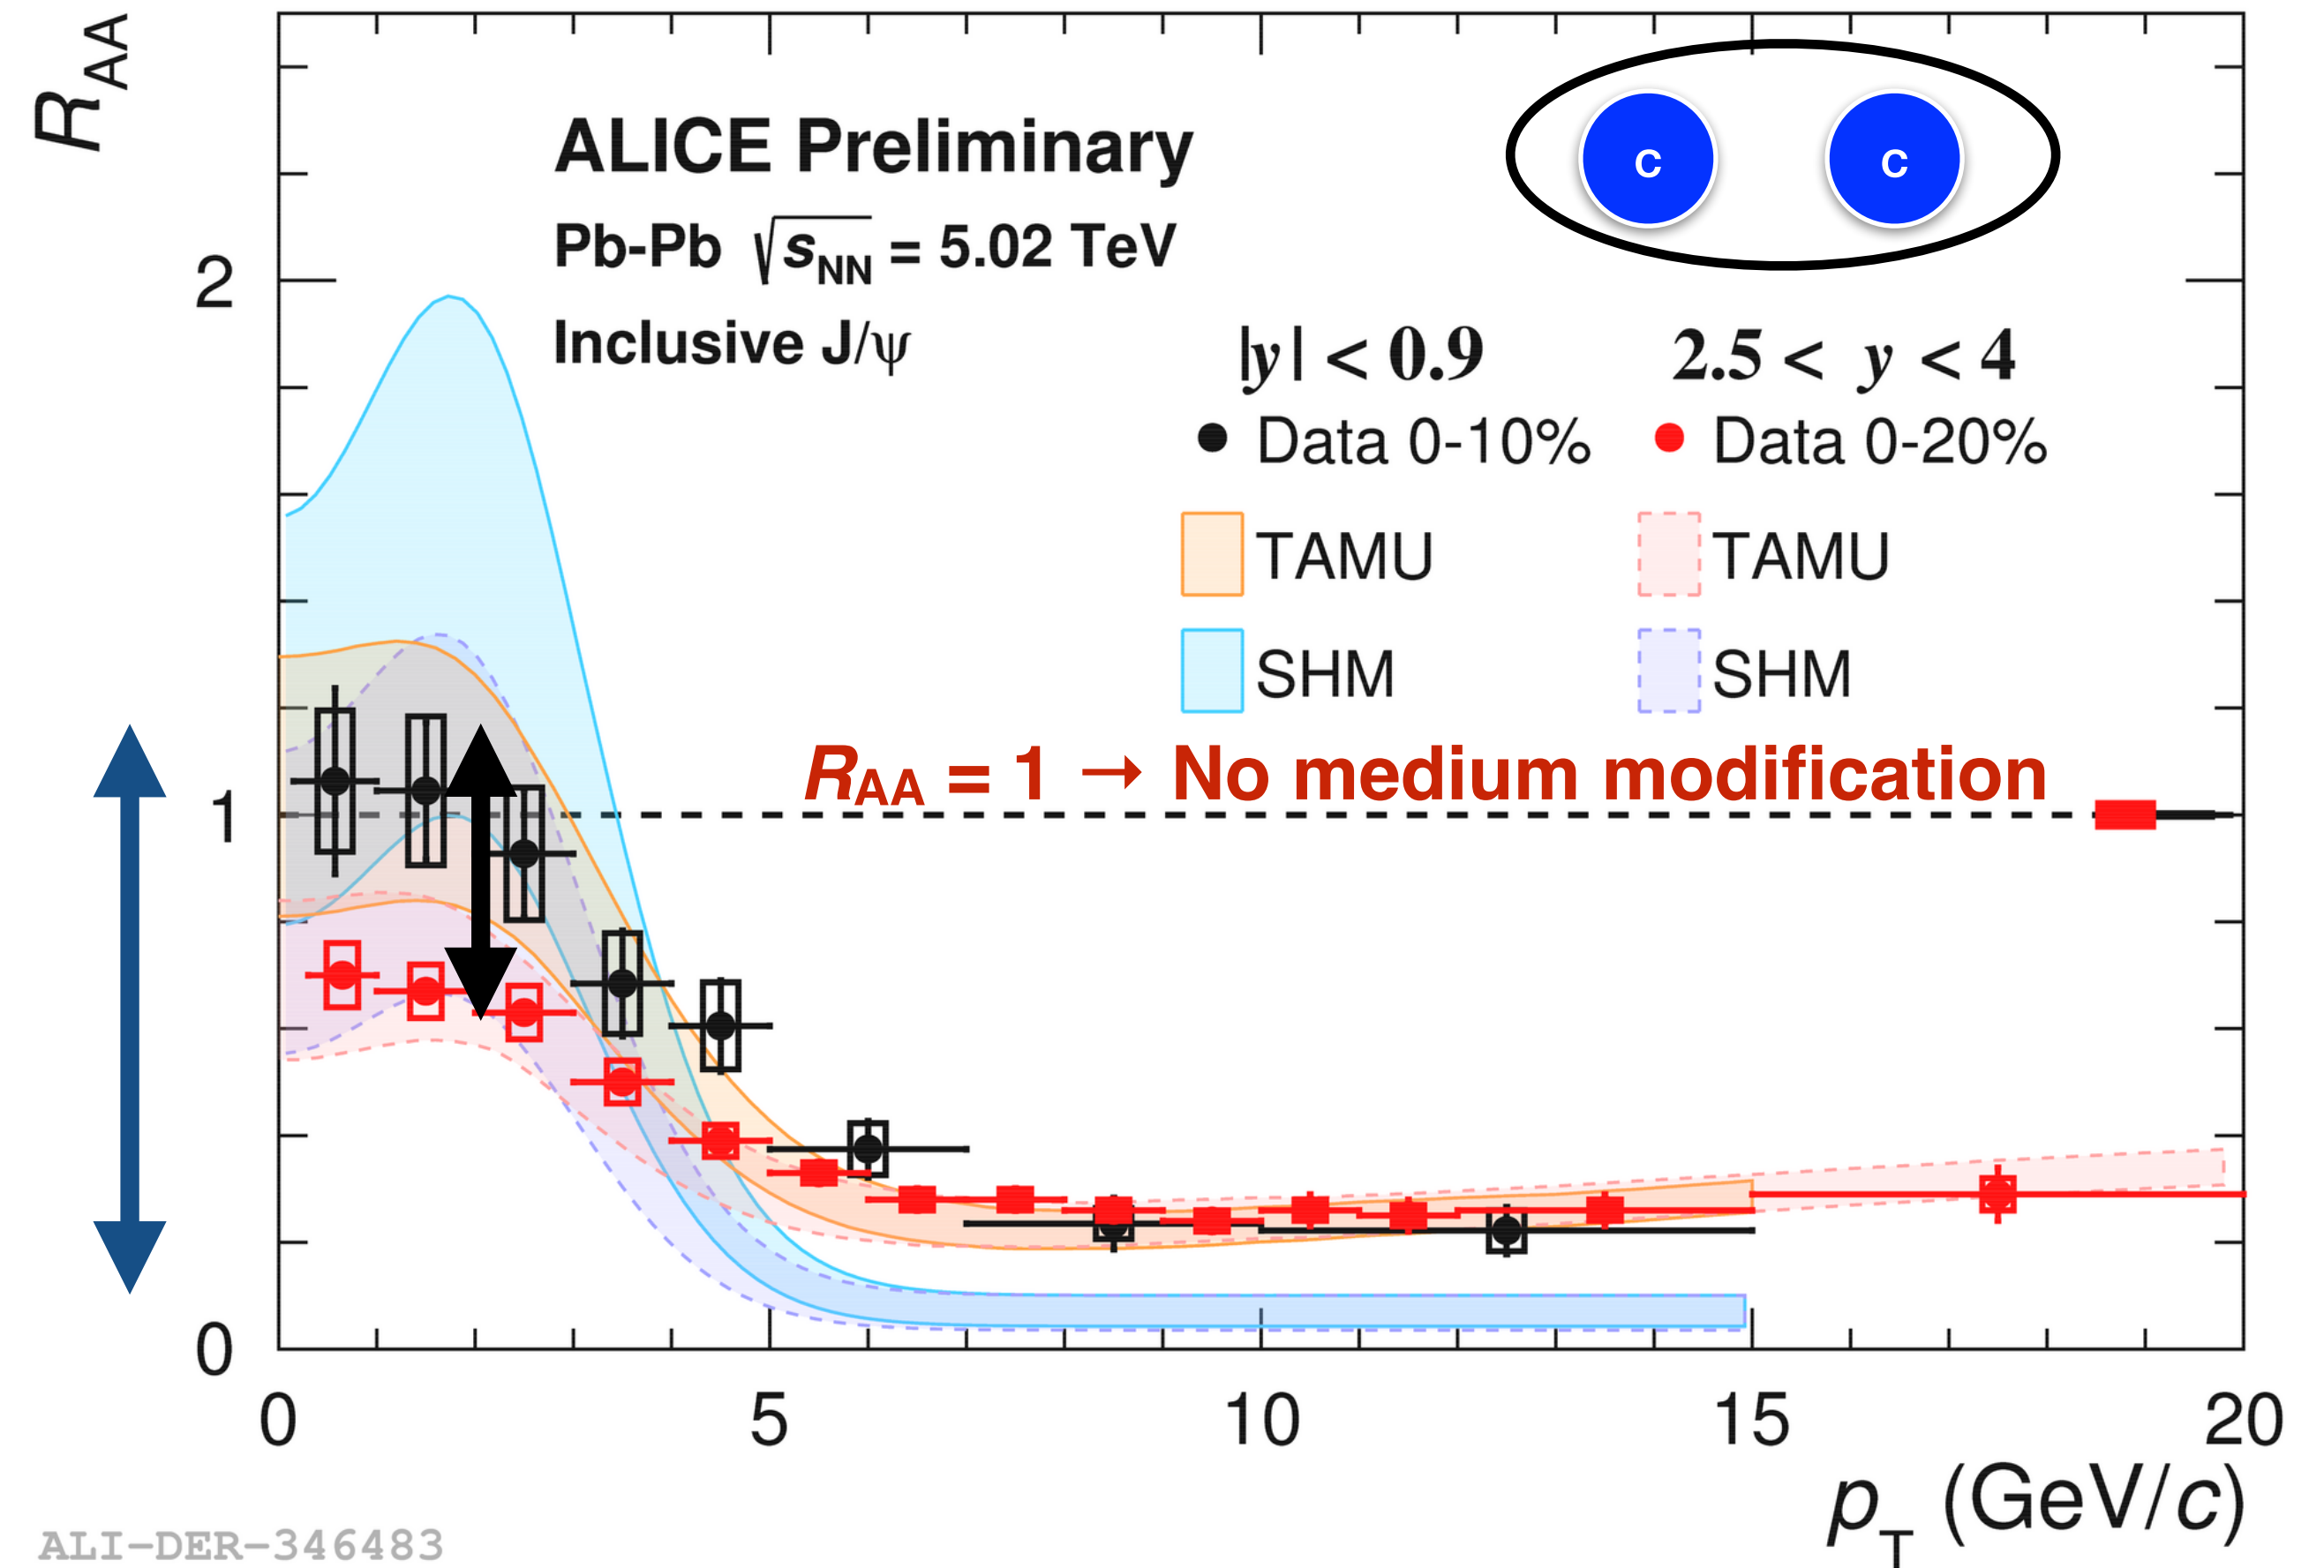 R_AA
ALICE Preliminary
Pb-Pb √s_NN = 5.02 TeV
Inclusive J/ψ
c c
|y| < 0.9 2.5 < y < 4
Data 0-10% Data 0-20%
TAMU TAMU
SHM SHM
R_AA = 1 → No medium modification
2
1
0
0 5 10 15 20
p_T (GeV/c)
ALI-DER-346483